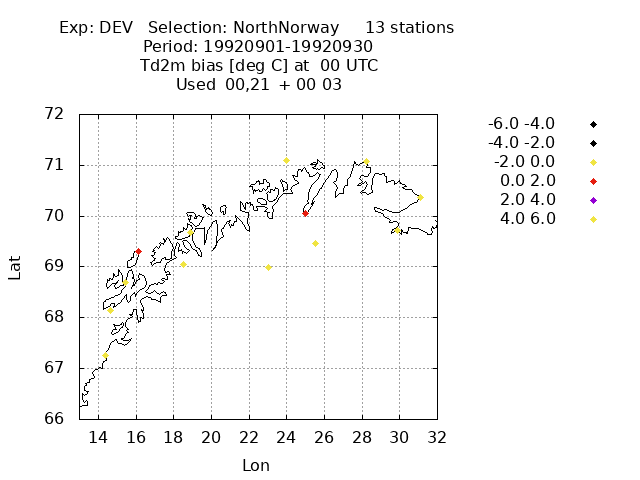 Exp: DEV   Selection: NorthNorway     13 stations
Period: 19920901-19920930
Td2m bias [deg C] at  00 UTC
Used  00,21  + 00 03
-6.0 -4.0
-4.0 -2.0
-2.0 0.0
0.0 2.0
2.0 4.0
4.0 6.0
72
71
70
69
68
67
66
Lat
14 16 18 20 22 24 26 28 30 32
Lon